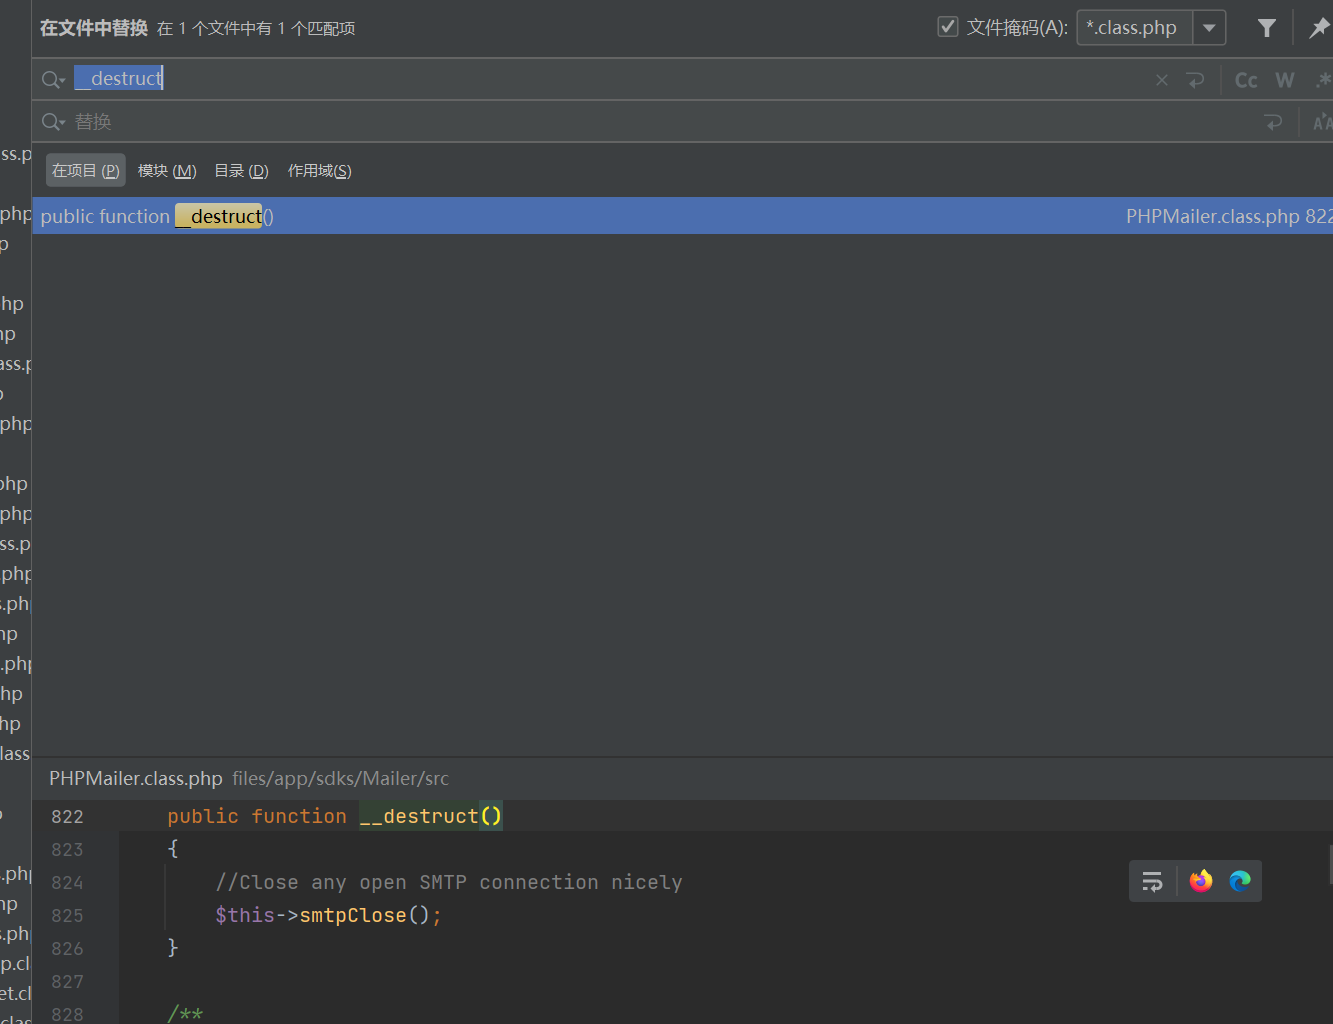 在文件中替换 在 1 个文件中有 1 个匹配项 文件掩码(A): *.class.php
__destruct Cc W .*
替换
在项目 (P) 模块 (M) 目录 (D) 作用域(S)
public function __destruct() PHPMailer.class.php 822
ss.p
php
p
hp
np
ass.p
php
php
php
ss.p
.php
s.php
np
.php
hp
hp
lass
.php
np
s.php
p.cl
et.cl
clas
PHPMailer.class.php files/app/sdks/Mailer/src
822 public function __destruct()
823 {
824 //Close any open SMTP connection nicely
825 $this->smtpClose();
826 }
827
828 /**